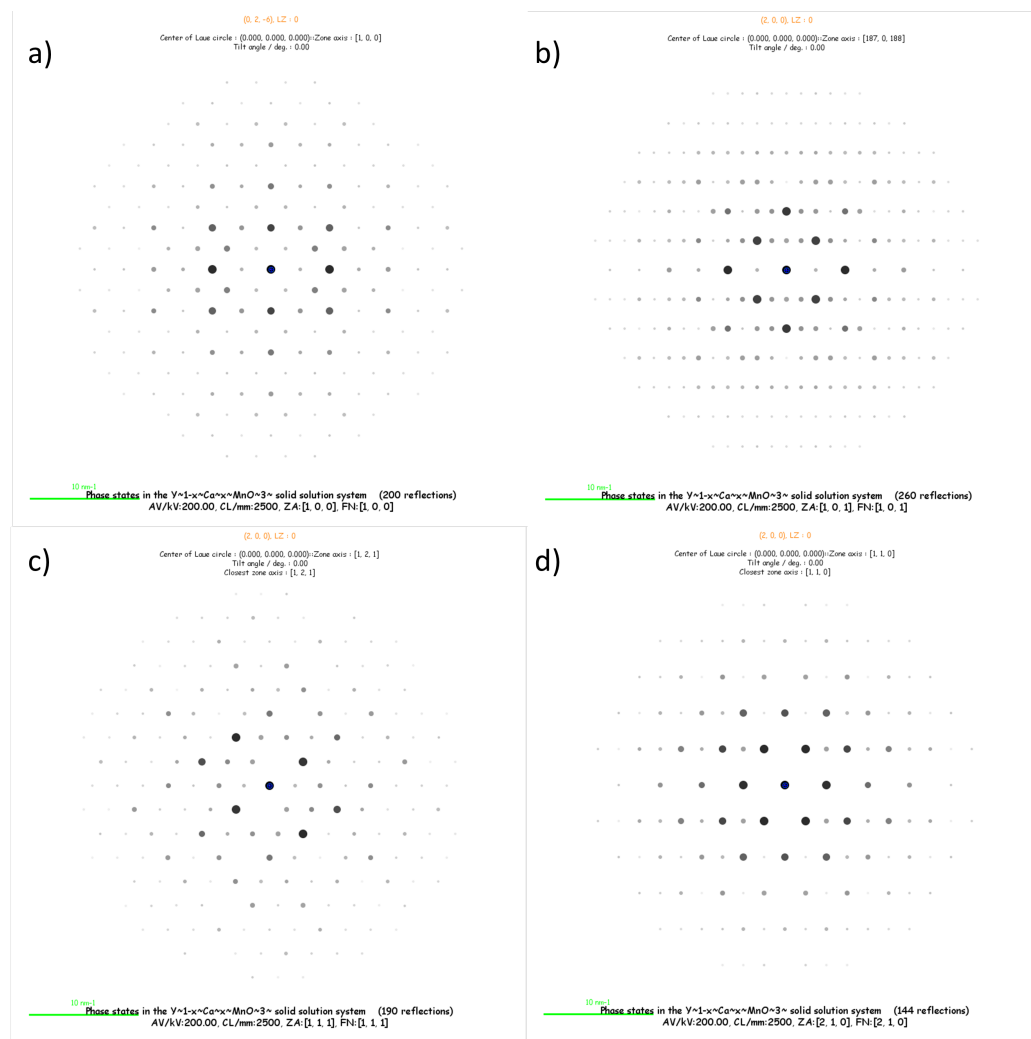 a)
(0, 2, -6), LZ : 0
Center of Laue circle : (0.000, 0.000, 0.000)::Zone axis : [1, 0, 0]
Tilt angle / deg. : 0.00
10 nm-1
Phase states in the Y~1-x~Ca~x~MnO~3~ solid solution system (200 reflections)
AV/kV:200.00, CL/mm:2500, ZA:[1, 0, 0], FN:[1, 0, 0]
b)
(2, 0, 0), LZ : 0
Center of Laue circle : (0.000, 0.000, 0.000)::Zone axis : [187, 0, 188]
Tilt angle / deg. : 0.00
10 nm-1
Phase states in the Y~1-x~Ca~x~MnO~3~ solid solution system (260 reflections)
AV/kV:200.00, CL/mm:2500, ZA:[1, 0, 1], FN:[1, 0, 1]
c)
(2, 0, 0), LZ : 0
Center of Laue circle : (0.000, 0.000, 0.000)::Zone axis : [1, 2, 1]
Tilt angle / deg. : 0.00
Closest zone axis : [1, 2, 1]
10 nm-1
Phase states in the Y~1-x~Ca~x~MnO~3~ solid solution system (190 reflections)
AV/kV:200.00, CL/mm:2500, ZA:[1, 1, 1], FN:[1, 1, 1]
d)
(2, 0, 0), LZ : 0
Center of Laue circle : (0.000, 0.000, 0.000)::Zone axis : [1, 1, 0]
Tilt angle / deg. : 0.00
Closest zone axis : [1, 1, 0]
10 nm-1
Phase states in the Y~1-x~Ca~x~MnO~3~ solid solution system (144 reflections)
AV/kV:200.00, CL/mm:2500, ZA:[2, 1, 0], FN:[2, 1, 0]